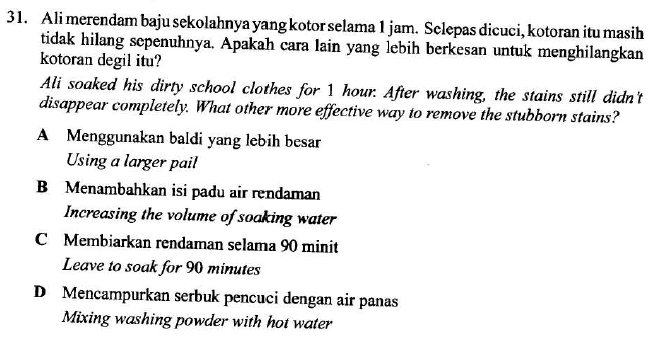 31. Ali merendam baju sekolahnya yang kotor selama 1 jam. Selepas dicuci, kotoran itu masih
tidak hilang sepenuhnya. Apakah cara lain yang lebih berkesan untuk menghilangkan
kotoran degil itu?
Ali soaked his dirty school clothes for 1 hour. After washing, the stains still didn't
disappear completely. What other more effective way to remove the stubborn stains?
A Menggunakan baldi yang lebih besar
Using a larger pail
B Menambahkan isi padu air rendaman
Increasing the volume of soaking water
C Membiarkan rendaman selama 90 minit
Leave to soak for 90 minutes
D Mencampurkan serbuk pencuci dengan air panas
Mixing washing powder with hot water